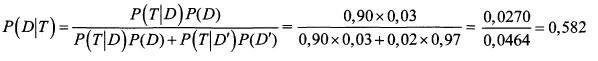 P(D|T) = P(T|D)P(D) / P(T|D)P(D) + P(T|D')P(D') = 0,90×0,03 / 0,90×0,03+0,02×0,97 = 0,0270 / 0,0464 = 0,582